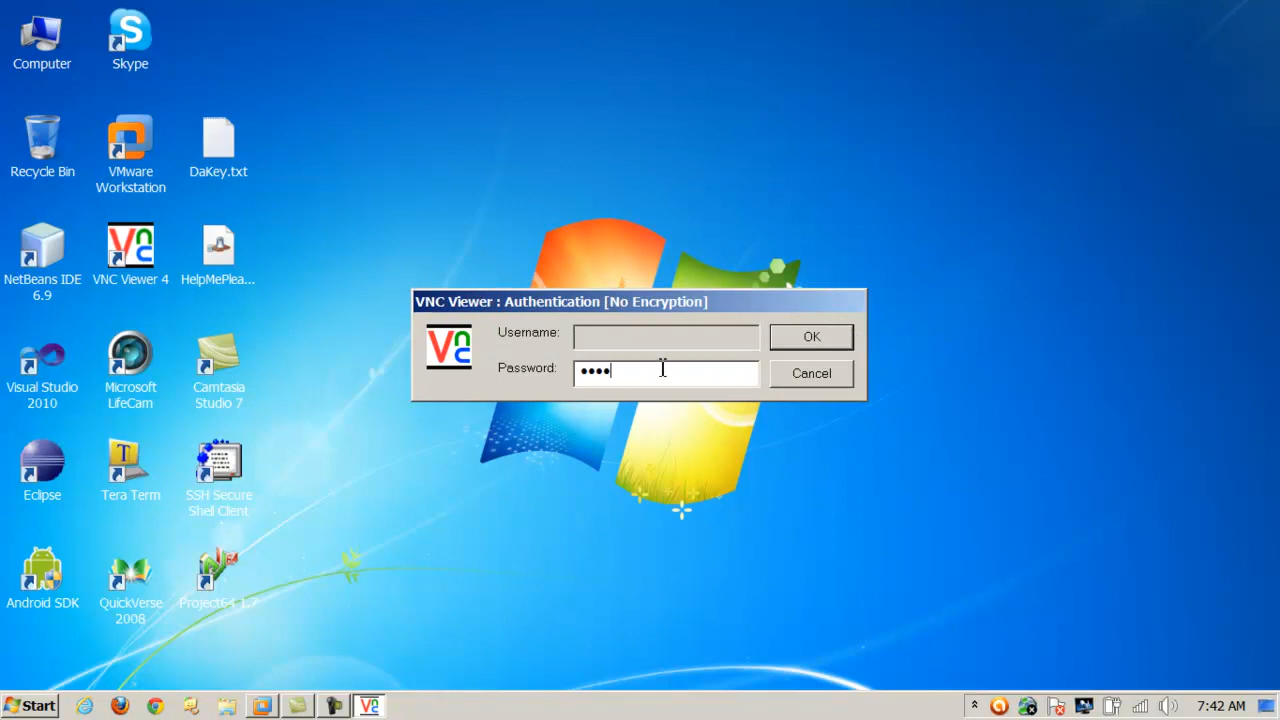 Computer
Skype
Recycle Bin
VMware
Workstation
DaKey.txt
NetBeans IDE
6.9
VNC Viewer 4
HelpMePlea...
VNC Viewer : Authentication [No Encryption]
Username:
OK
Password:
••••
Cancel
Visual Studio
2010
Microsoft
LifeCam
Camtasia
Studio 7
Eclipse
Tera Term
SSH Secure
Shell Client
Android SDK
QuickVerse
2008
Project64 1.7
Start
7:42 AM